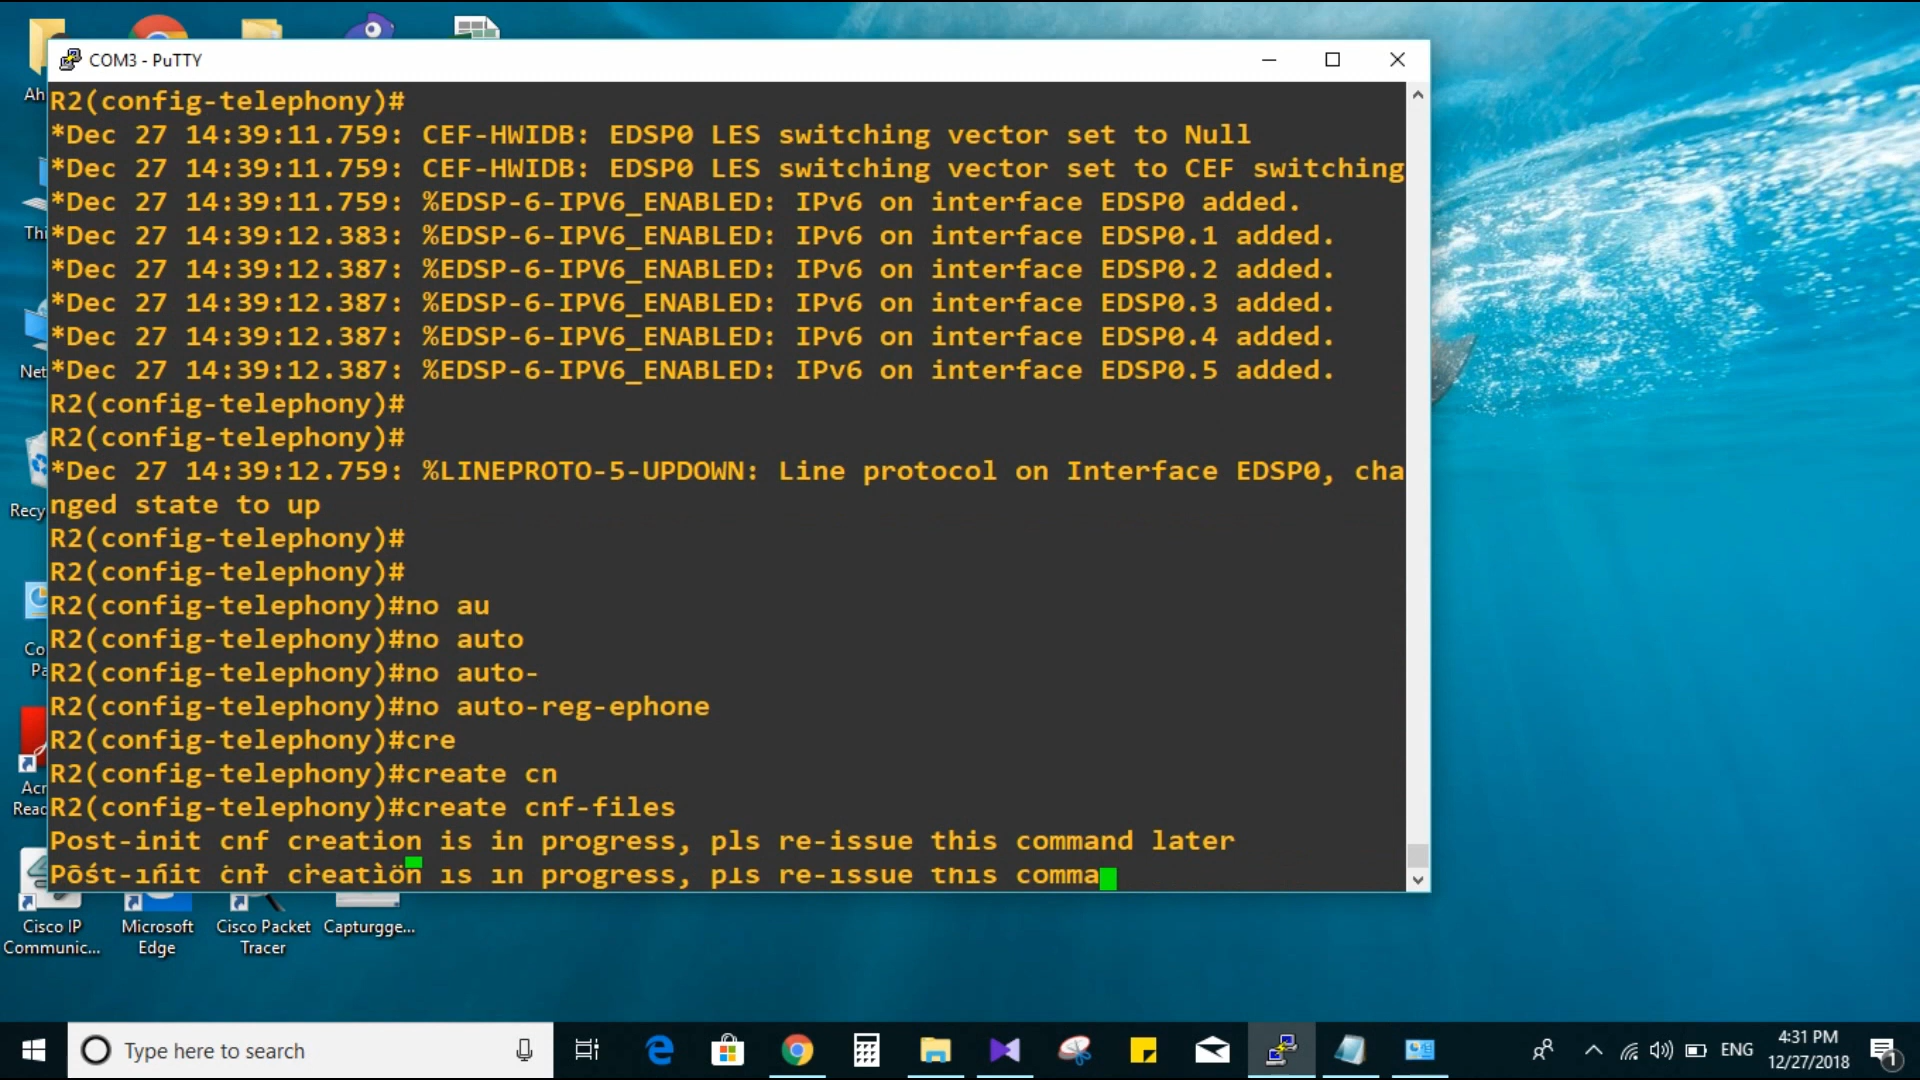 COM3 - PuTTY
R2(config-telephony)#
*Dec 27 14:39:11.759: CEF-HWIDB: EDSP0 LES switching vector set to Null
*Dec 27 14:39:11.759: CEF-HWIDB: EDSP0 LES switching vector set to CEF switching
*Dec 27 14:39:11.759: %EDSP-6-IPV6_ENABLED: IPv6 on interface EDSP0 added.
*Dec 27 14:39:12.383: %EDSP-6-IPV6_ENABLED: IPv6 on interface EDSP0.1 added.
*Dec 27 14:39:12.387: %EDSP-6-IPV6_ENABLED: IPv6 on interface EDSP0.2 added.
*Dec 27 14:39:12.387: %EDSP-6-IPV6_ENABLED: IPv6 on interface EDSP0.3 added.
*Dec 27 14:39:12.387: %EDSP-6-IPV6_ENABLED: IPv6 on interface EDSP0.4 added.
*Dec 27 14:39:12.387: %EDSP-6-IPV6_ENABLED: IPv6 on interface EDSP0.5 added.
R2(config-telephony)#
R2(config-telephony)#
*Dec 27 14:39:12.759: %LINEPROTO-5-UPDOWN: Line protocol on Interface EDSP0, cha
nged state to up
R2(config-telephony)#
R2(config-telephony)#
R2(config-telephony)#no au
R2(config-telephony)#no auto
R2(config-telephony)#no auto-
R2(config-telephony)#no auto-reg-ephone
R2(config-telephony)#cre
R2(config-telephony)#create cn
R2(config-telephony)#create cnf-files
Post-init cnf creation is in progress, pls re-issue this command later
Post-init cnf creation is in progress, pls re-issue this comma
Ah
Thi
Net
Recy
Co
Pa
Acr
Read
Cisco IP
Communic...
Microsoft
Edge
Cisco Packet
Tracer
Capturgge...
Type here to search
ENG
4:31 PM
12/27/2018
1